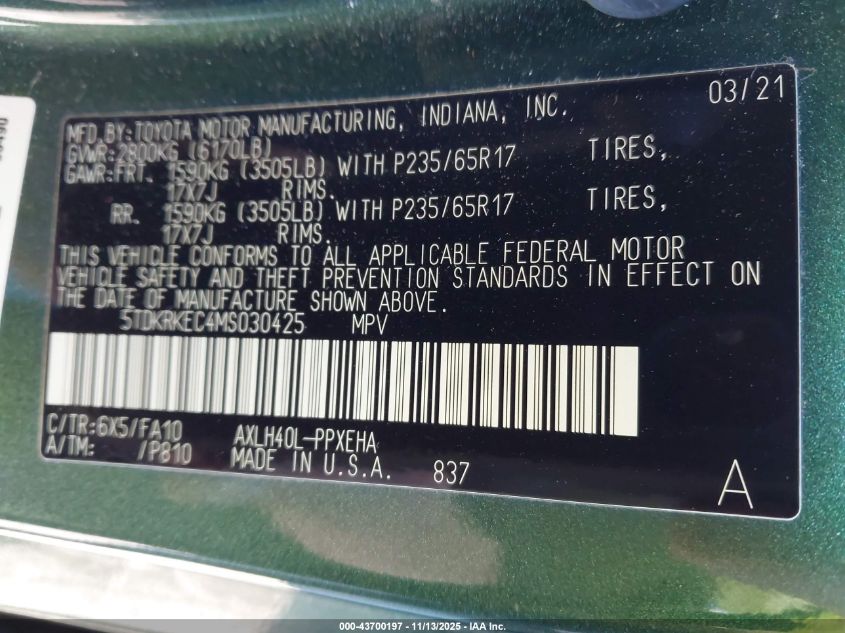 03/21
MFD.BY:TOYOTA MOTOR MANUFACTURING, INDIANA, INC.
GVWR:2800KG (6170LB)
GAWR:FRT. 1590KG (3505LB) WITH P235/65R17 TIRES,
17X7J RIMS.
RR. 1590KG (3505LB) WITH P235/65R17 TIRES,
17X7J RIMS.
THIS VEHICLE CONFORMS TO ALL APPLICABLE FEDERAL MOTOR
VEHICLE SAFETY AND THEFT PREVENTION STANDARDS IN EFFECT ON
THE DATE OF MANUFACTURE SHOWN ABOVE.
5TDKRKEC4MS030425 MPV
C/TR:6X5/FA10 AXLH40L-PPXEHA
A/TM: /P810 MADE IN U.S.A. 837
A
000-43700197 - 11/13/2025 - IAA Inc.